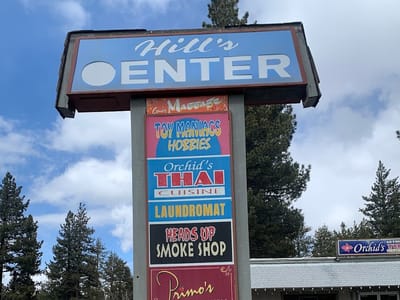 Hill's
ENTER
Massage
TOY MANIACS
HOBBIES
Orchid's
THAI
CUISINE
LAUNDROMAT
HEADS UP
SMOKE SHOP
Primo's
Orchid's